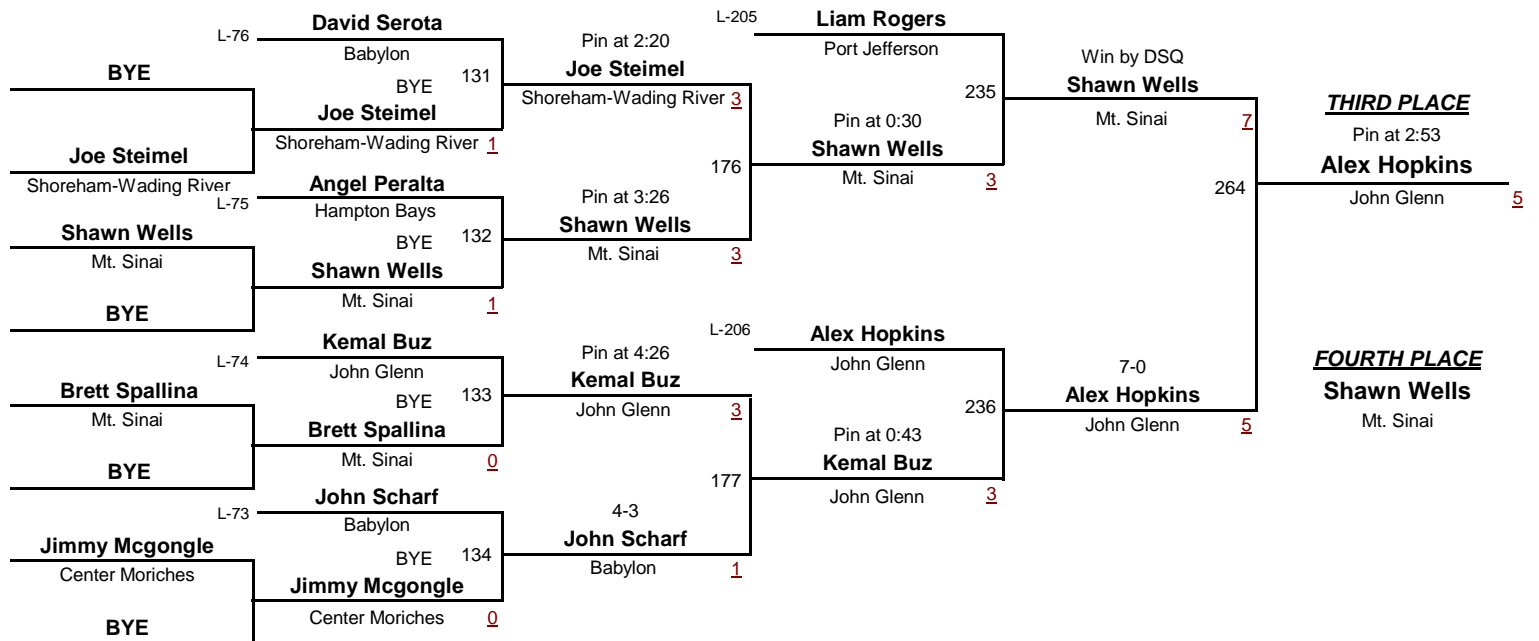 BYE
Joe Steimel
Shoreham-Wading River
Shawn Wells
Mt. Sinai
BYE
Brett Spallina
Mt. Sinai
BYE
Jimmy Mcgongle
Center Moriches
BYE
L-76
David Serota
Babylon
BYE
131
Joe Steimel
Shoreham-Wading River 1
L-75
Angel Peralta
Hampton Bays
BYE
132
Shawn Wells
Mt. Sinai
1
L-74
Kemal Buz
John Glenn
BYE
133
Brett Spallina
Mt. Sinai
0
L-73
John Scharf
Babylon
BYE
134
Jimmy Mcgongle
Center Moriches
0
Pin at 2:20
Joe Steimel
Shoreham-Wading River 3
176
Pin at 3:26
Shawn Wells
Mt. Sinai
3
Pin at 4:26
Kemal Buz
John Glenn
3
177
4-3
John Scharf
Babylon
1
L-205
Liam Rogers
Port Jefferson
235
Pin at 0:30
Shawn Wells
Mt. Sinai
3
L-206
Alex Hopkins
John Glenn
236
Pin at 0:43
Kemal Buz
John Glenn
3
Win by DSQ
Shawn Wells
Mt. Sinai
7
264
7-0
Alex Hopkins
John Glenn
5
THIRD PLACE
Pin at 2:53
Alex Hopkins
John Glenn
5
FOURTH PLACE
Shawn Wells
Mt. Sinai